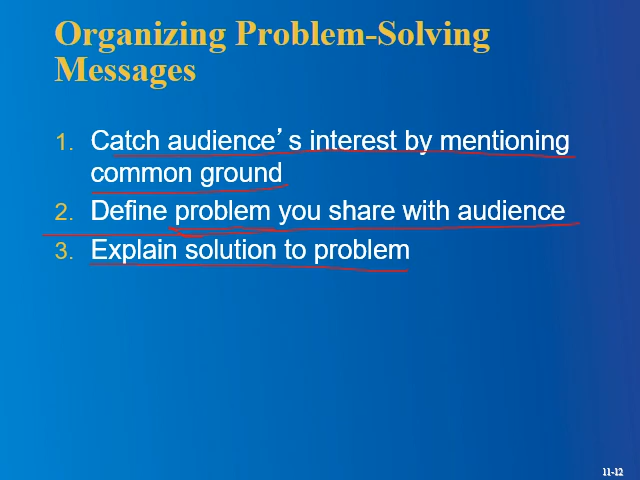 Organizing Problem-Solving
Messages
1. Catch audience’s interest by mentioning
common ground
2. Define problem you share with audience
3. Explain solution to problem
11-12